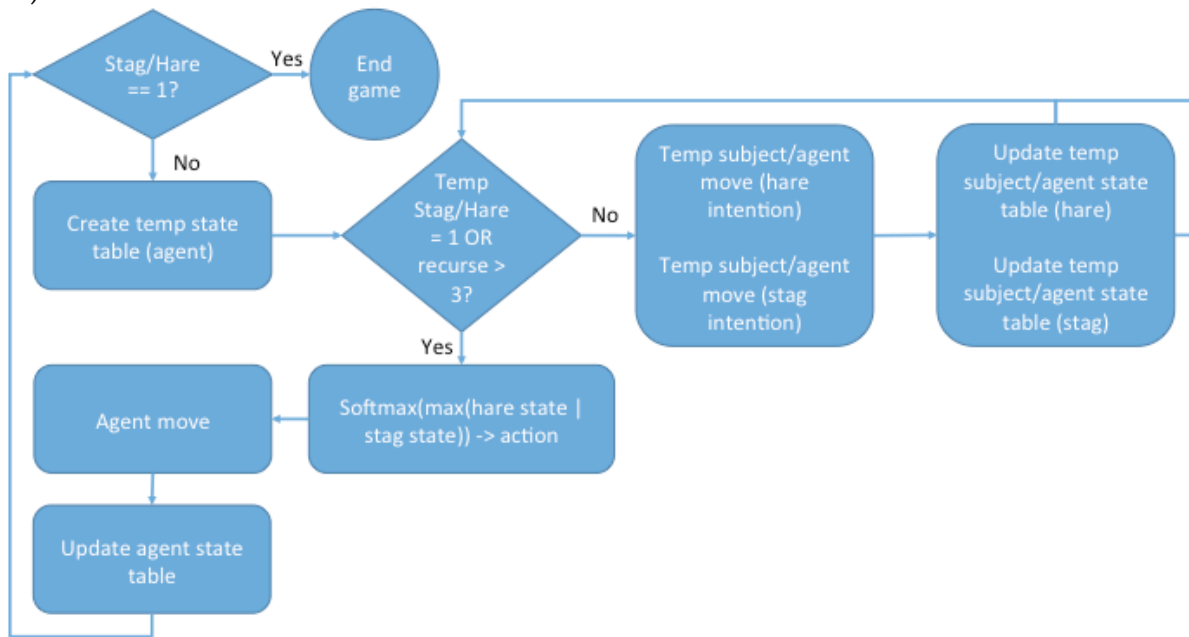 )
Stag/Hare
== 1?
Yes
End
game
No
Create temp state
table (agent)
Temp
Stag/Hare
= 1 OR
recurse >
3?
No
Temp subject/agent
move (hare
intention)
Temp subject/agent
move (stag
intention)
Update temp
subject/agent state
table (hare)
Update temp
subject/agent state
table (stag)
Yes
Softmax(max(hare state |
stag state)) -> action
Agent move
Update agent state
table